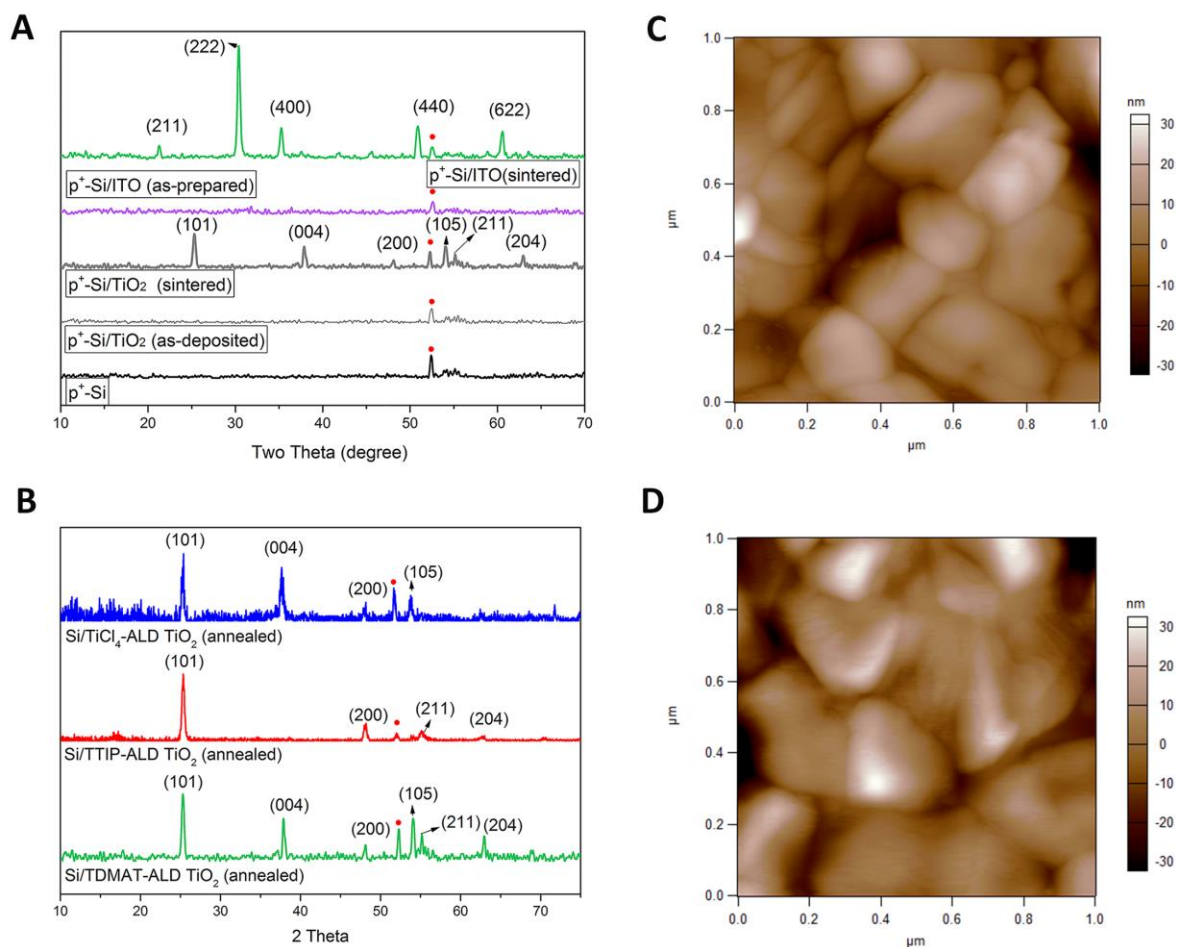 A
(222)
(211)
(400)
(440)
(622)
p⁺-Si/ITO (as-prepared)
p⁺-Si/ITO(sintered)
(101)
(004)
(200)
(105)
(211)
(204)
p⁺-Si/TiO₂ (sintered)
p⁺-Si/TiO₂ (as-deposited)
p⁺-Si
10 20 30 40 50 60 70
Two Theta (degree)
C
1.0
0.8
0.6
0.4
0.2
0.0
µm
0.0 0.2 0.4 0.6 0.8 1.0
µm
nm
30
20
10
0
-10
-20
-30
B
(101)
(004)
(200)
(105)
Si/TiCl₄-ALD TiO₂ (annealed)
(101)
(200)
(211)
(204)
Si/TTIP-ALD TiO₂ (annealed)
(101)
(004)
(200)
(105)
(211)
(204)
Si/TDMAT-ALD TiO₂ (annealed)
10 20 30 40 50 60 70
2 Theta
D
1.0
0.8
0.6
0.4
0.2
0.0
µm
0.0 0.2 0.4 0.6 0.8 1.0
µm
nm
30
20
10
0
-10
-20
-30